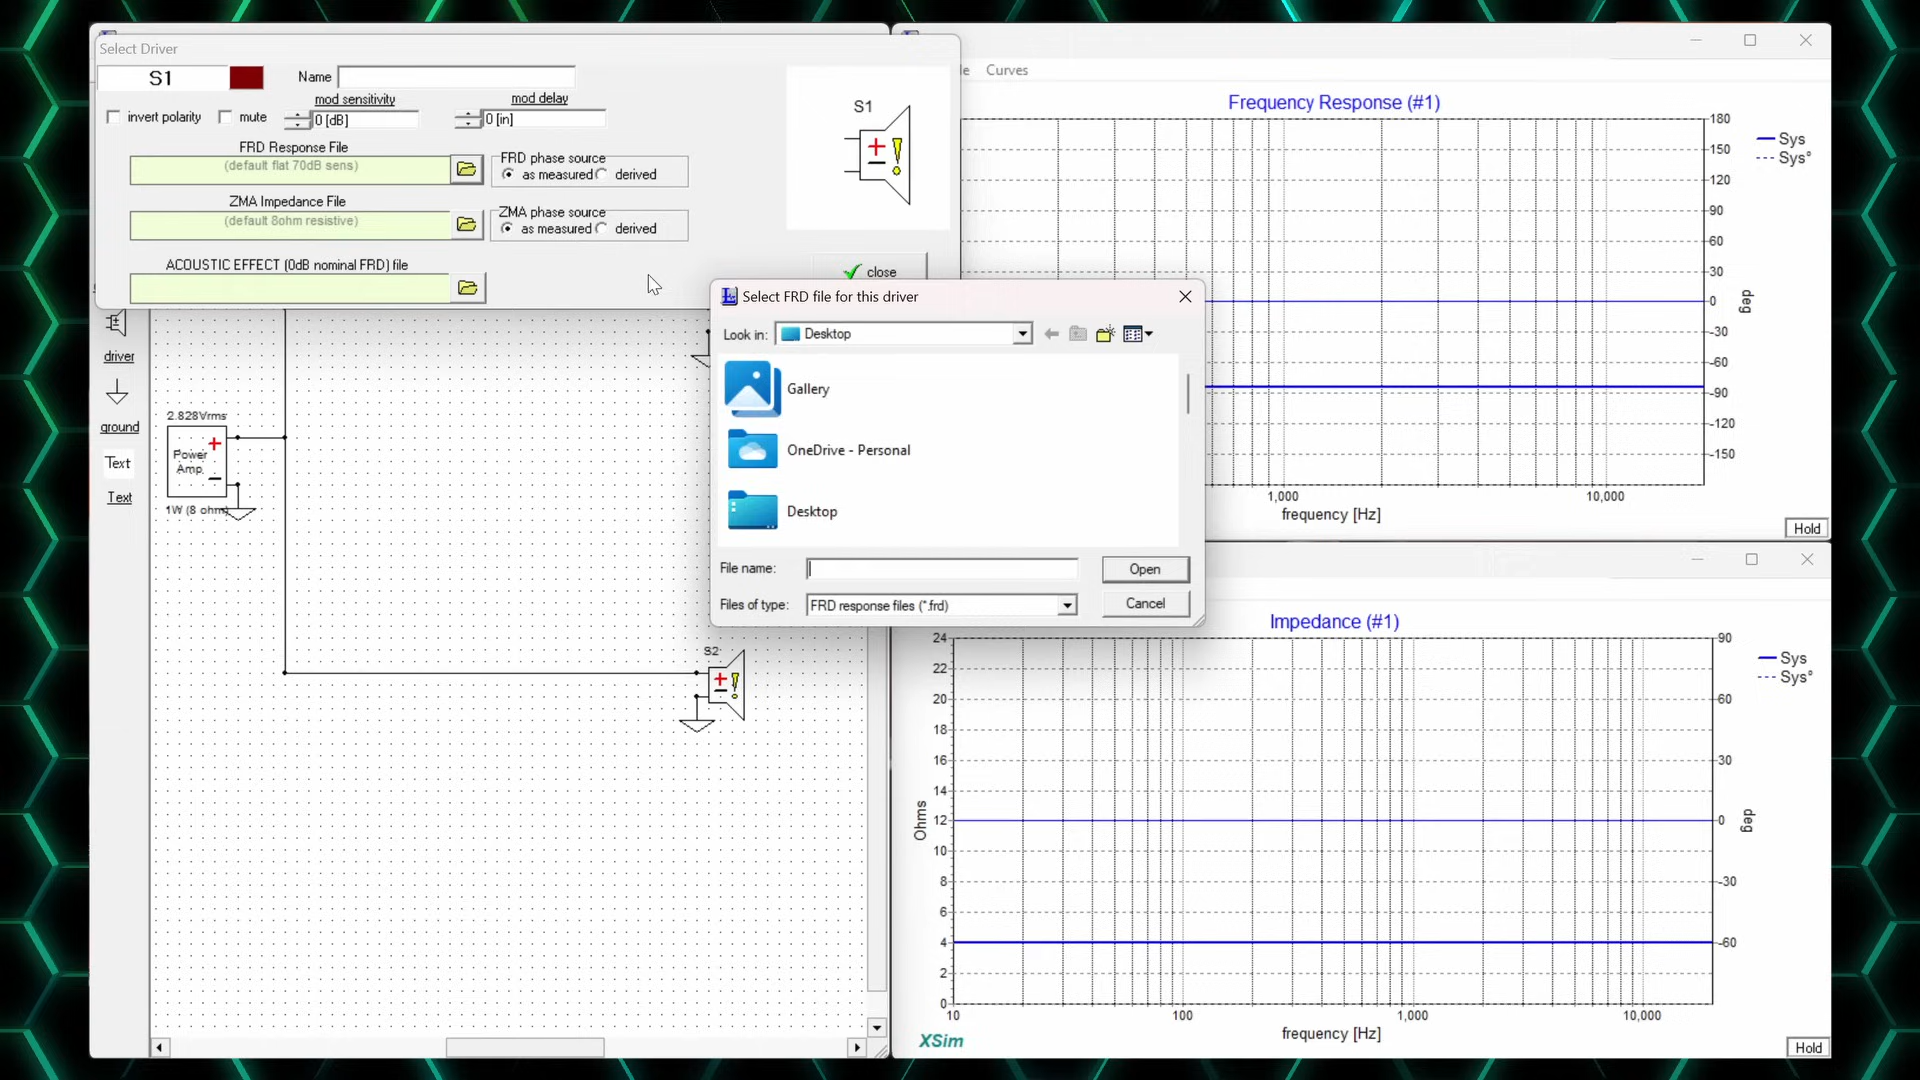 Select Driver
S1
Name
invert polarity
mute
mod sensitivity
0 [dB]
mod delay
0 [in]
FRD Response File
(default flat 70dB sens)
FRD phase source
as measured
derived
ZMA Impedance File
(default 8ohm resistive)
ZMA phase source
as measured
derived
ACOUSTIC EFFECT (0dB nominal FRD) file
S1
close
driver
ground
Text
Text
2.828Vrms
Power
Amp
1W (8 ohm)
S2
Select FRD file for this driver
Look in:
Desktop
Gallery
OneDrive - Personal
Desktop
File name:
Open
Files of type:
FRD response files (*.frd)
Cancel
Curves
Frequency Response (#1)
180
150
120
90
60
30
0
-30
-60
-90
-120
-150
deg
Sys
Sys°
1,000
10,000
frequency [Hz]
Hold
Impedance (#1)
24
22
20
18
16
14
12
10
8
6
4
2
0
Ohms
90
60
30
0
-30
-60
deg
Sys
Sys°
10
100
1,000
10,000
frequency [Hz]
XSim
Hold